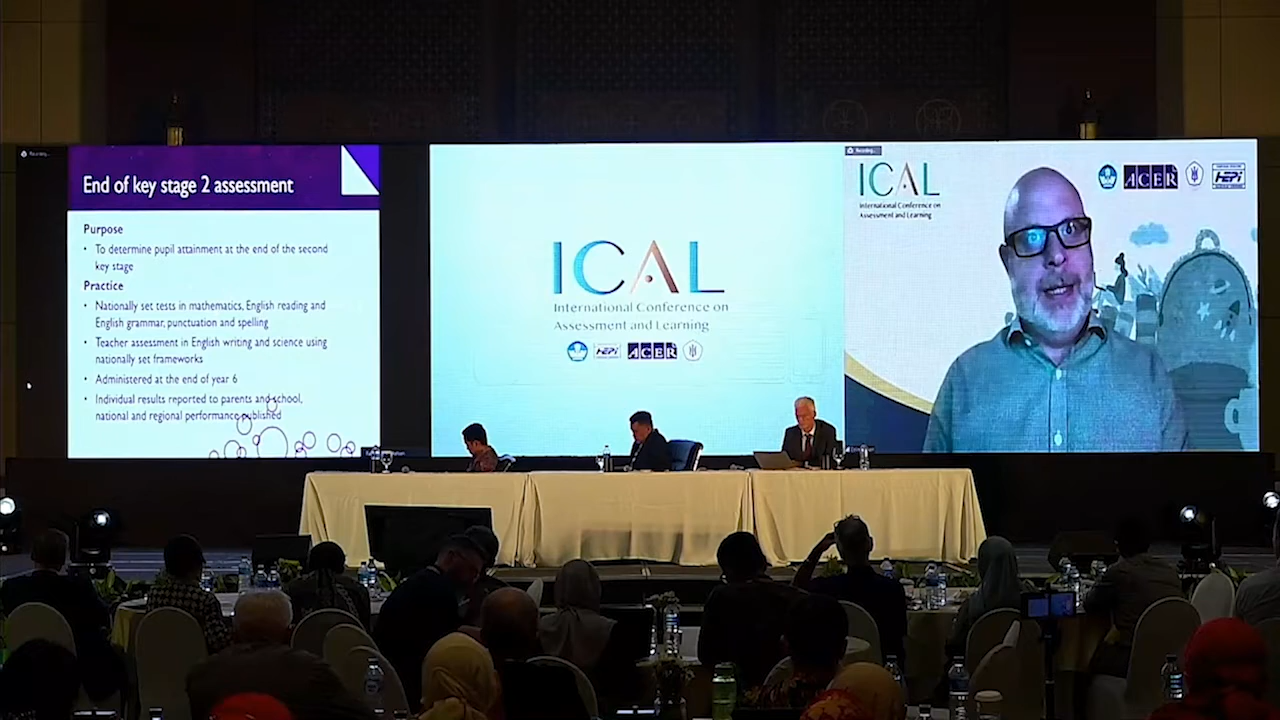 Recording...
End of key stage 2 assessment
Purpose
• To determine pupil attainment at the end of the second
key stage
Practice
• Nationally set tests in mathematics, English reading and
English grammar, punctuation and spelling
• Teacher assessment in English writing and science using
nationally set frameworks
• Administered at the end of year 6
• Individual results reported to parents and school,
national and regional performance published
ICAL
International Conference on
Assessment and Learning
HEPI
ACER
Recording...
ICAL
International Conference on
Assessment and Learning
ACER
HEPI